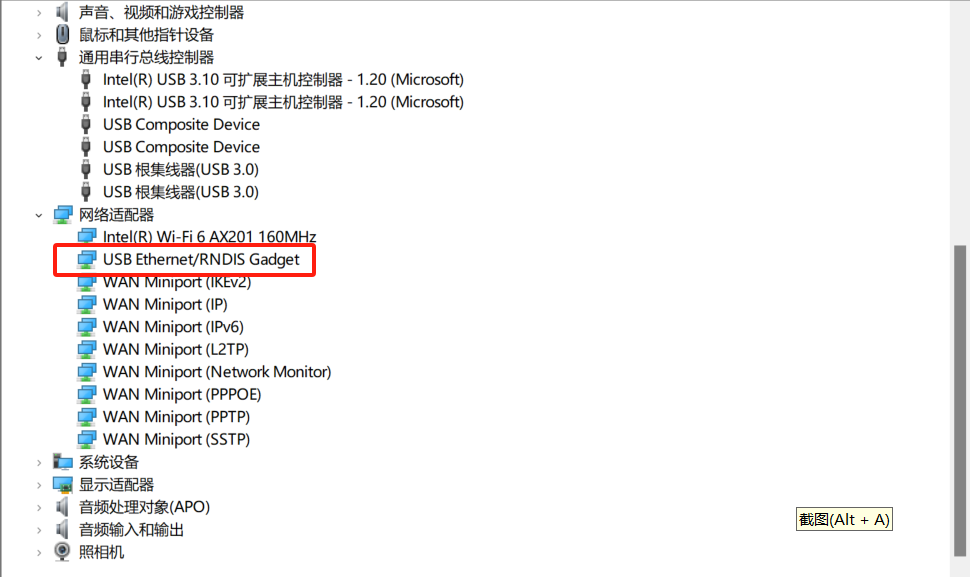 声音、视频和游戏控制器
鼠标和其他指针设备
通用串行总线控制器
Intel(R) USB 3.10 可扩展主机控制器 - 1.20 (Microsoft)
Intel(R) USB 3.10 可扩展主机控制器 - 1.20 (Microsoft)
USB Composite Device
USB Composite Device
USB 根集线器(USB 3.0)
USB 根集线器(USB 3.0)
网络适配器
Intel(R) Wi-Fi 6 AX201 160MHz
USB Ethernet/RNDIS Gadget
WAN Miniport (IKEv2)
WAN Miniport (IP)
WAN Miniport (IPv6)
WAN Miniport (L2TP)
WAN Miniport (Network Monitor)
WAN Miniport (PPPOE)
WAN Miniport (PPTP)
WAN Miniport (SSTP)
系统设备
显示适配器
音频处理对象(APO)
截图(Alt + A)
音频输入和输出
照相机